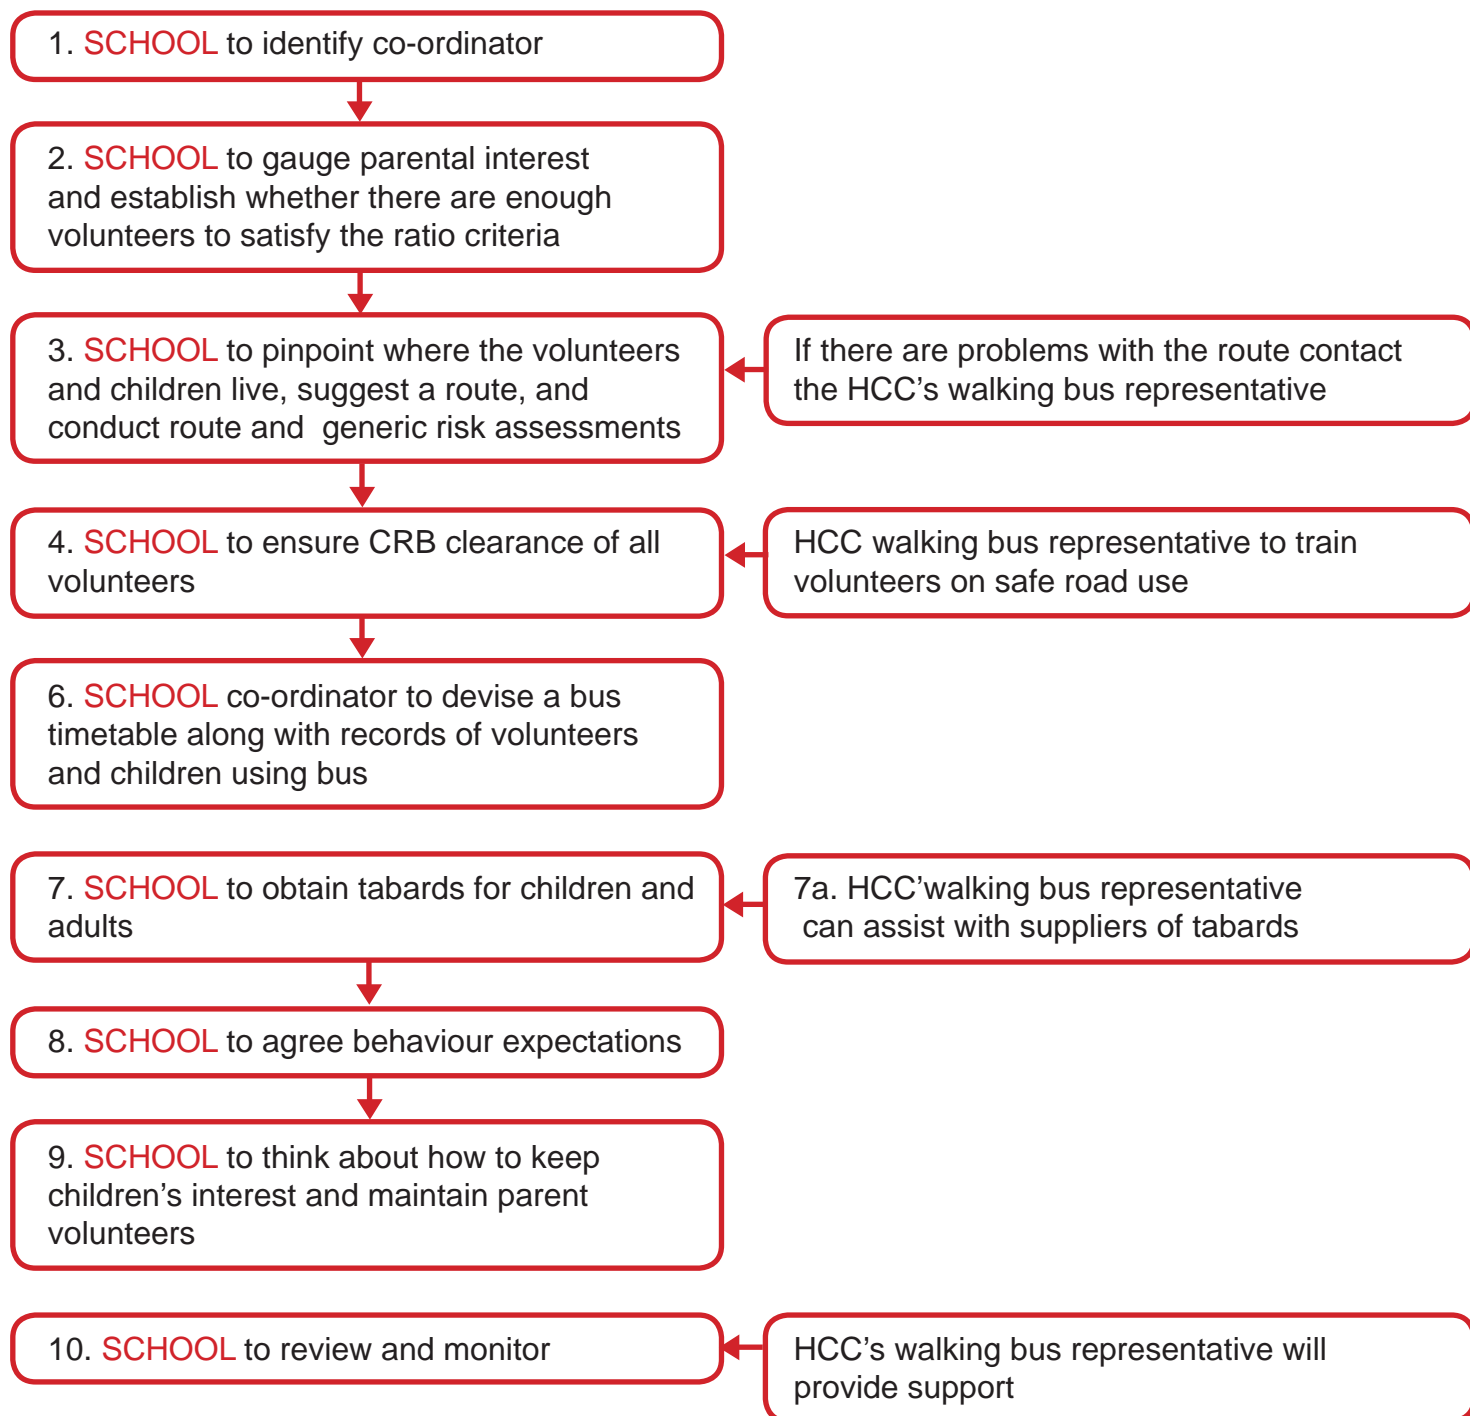 1. SCHOOL to identify co-ordinator
2. SCHOOL to gauge parental interest
and establish whether there are enough
volunteers to satisfy the ratio criteria
3. SCHOOL to pinpoint where the volunteers
and children live, suggest a route, and
conduct route and  generic risk assessments
If there are problems with the route contact
the HCC’s walking bus representative
4. SCHOOL to ensure CRB clearance of all
volunteers
HCC walking bus representative to train
volunteers on safe road use
6. SCHOOL co-ordinator to devise a bus
timetable along with records of volunteers
and children using bus
7. SCHOOL to obtain tabards for children and
adults
7a. HCC’walking bus representative
can assist with suppliers of tabards
8. SCHOOL to agree behaviour expectations
9. SCHOOL to think about how to keep
children’s interest and maintain parent
volunteers
10. SCHOOL to review and monitor
HCC’s walking bus representative will
provide support